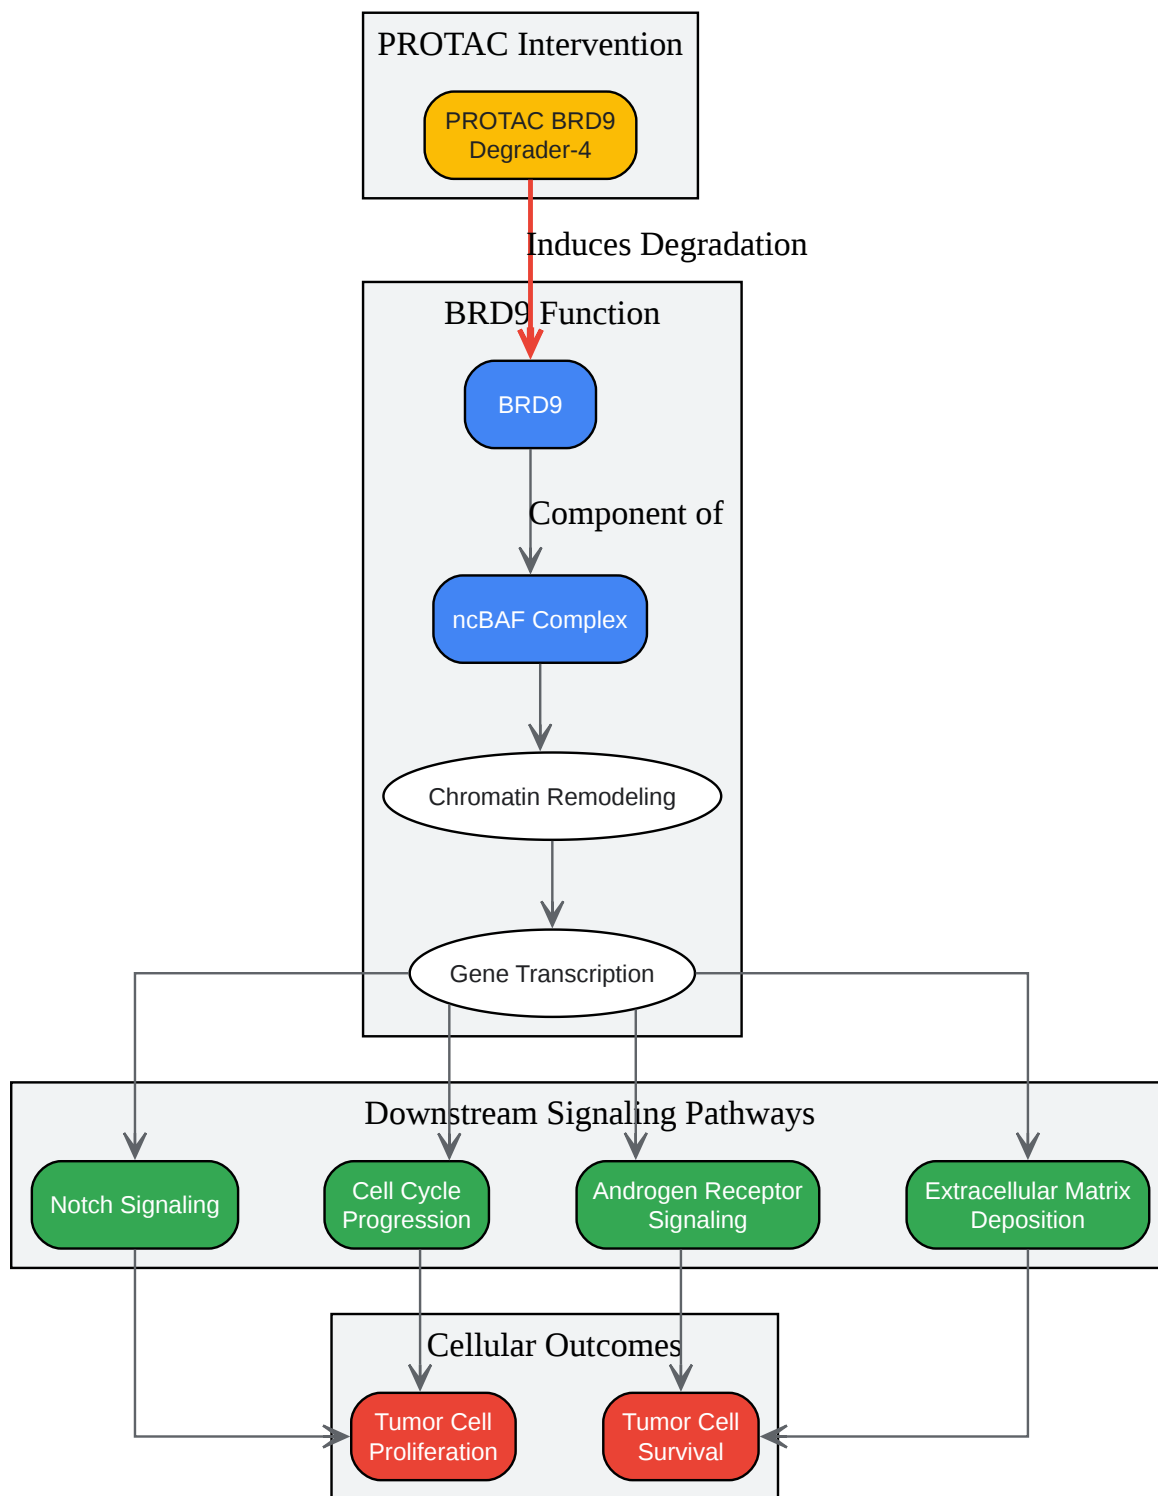 PROTAC Intervention
PROTAC BRD9
Degrader-4
Induces Degradation
BRD9 Function
BRD9
Component of
ncBAF Complex
Chromatin Remodeling
Gene Transcription
Downstream Signaling Pathways
Notch Signaling
Cell Cycle
Progression
Androgen Receptor
Signaling
Extracellular Matrix
Deposition
Cellular Outcomes
Tumor Cell
Proliferation
Tumor Cell
Survival